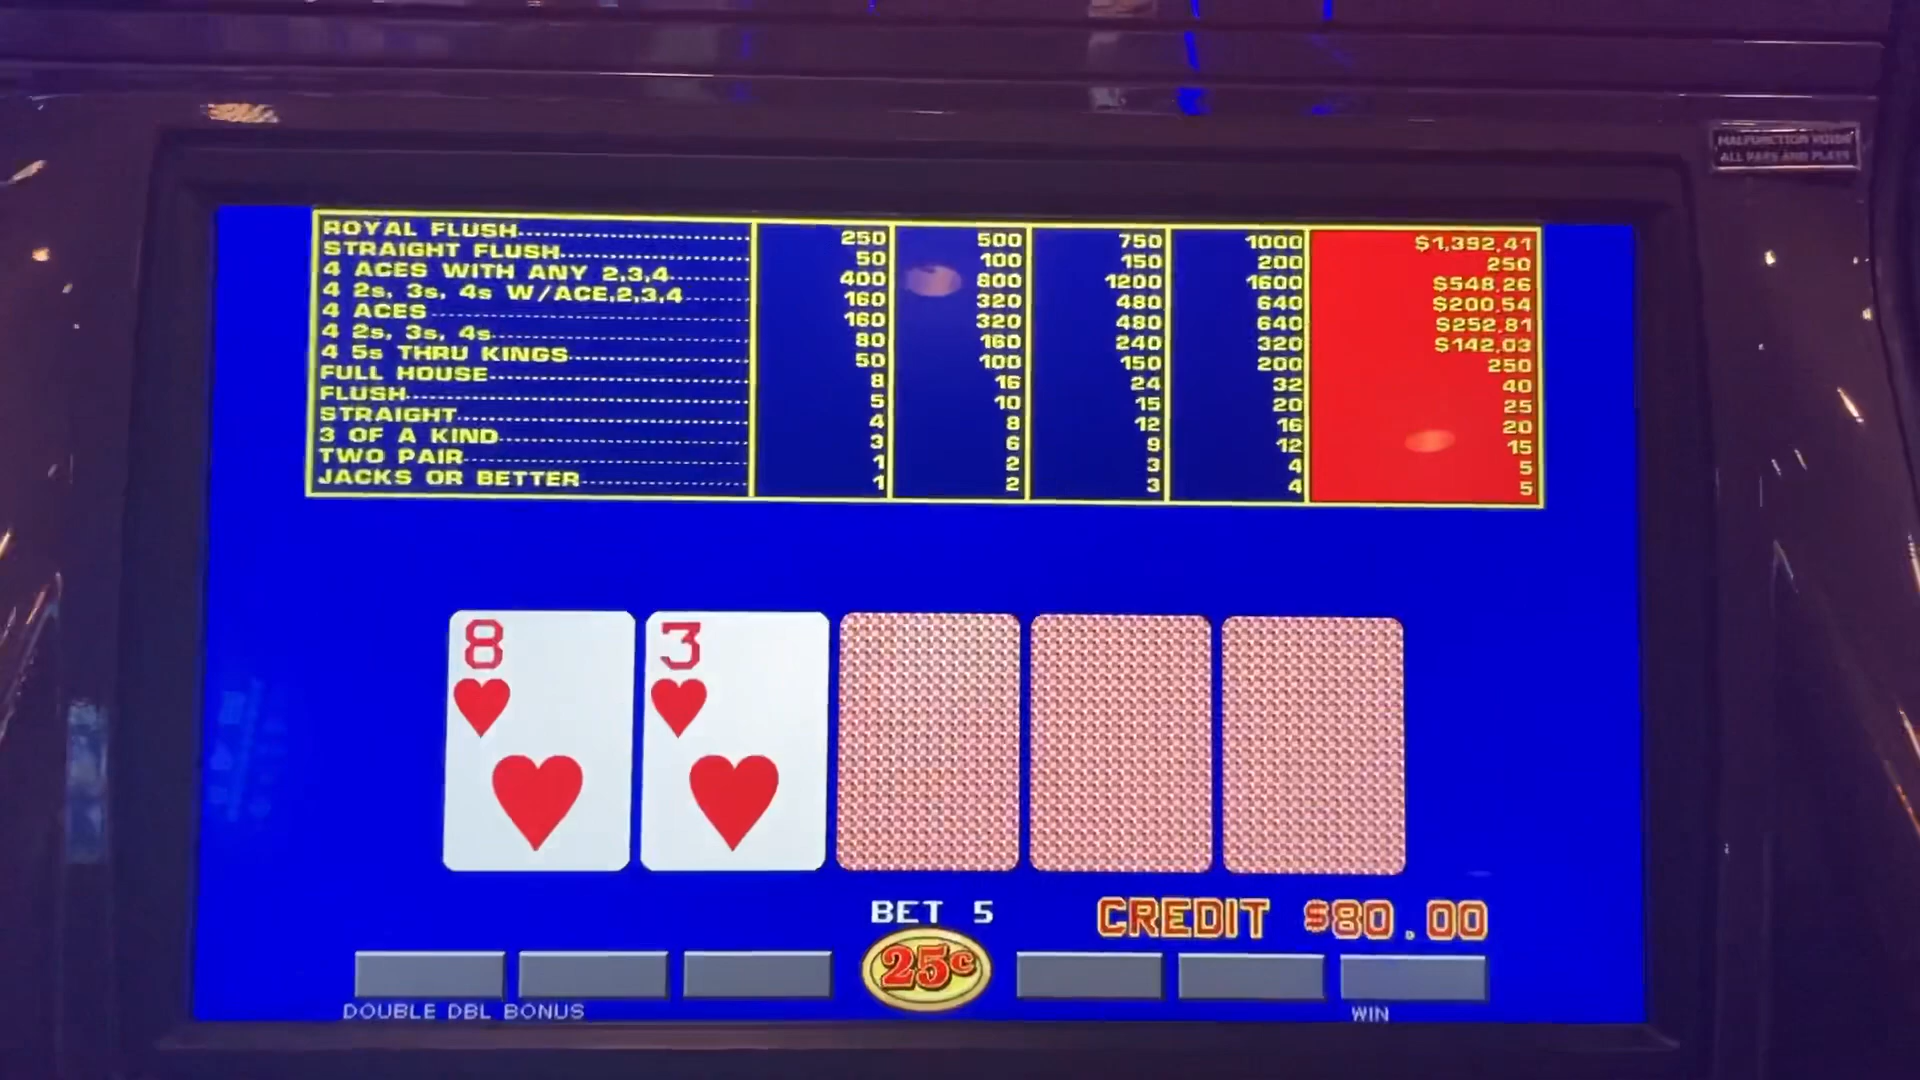 MALFUNCTION VOIDS
ALL PAYS AND PLAYS
ROYAL FLUSH 250 500 750 1000 $1,392.41
STRAIGHT FLUSH 50 100 150 200 250
4 ACES WITH ANY 2,3,4 400 800 1200 1600 $548.26
4 2s, 3s, 4s W/ACE,2,3,4 160 320 480 640 $200.54
4 ACES 160 320 480 640 $252.81
4 2s, 3s, 4s 80 160 240 320 $142.03
4 5s THRU KINGS 50 100 150 200 250
FULL HOUSE 8 16 24 32 40
FLUSH 5 10 15 20 25
STRAIGHT 4 8 12 16 20
3 OF A KIND 3 6 9 12 15
TWO PAIR 1 2 3 4 5
JACKS OR BETTER 1 2 3 4 5
8 3
BET 5 CREDIT $80.00
25¢
DOUBLE DBL BONUS WIN